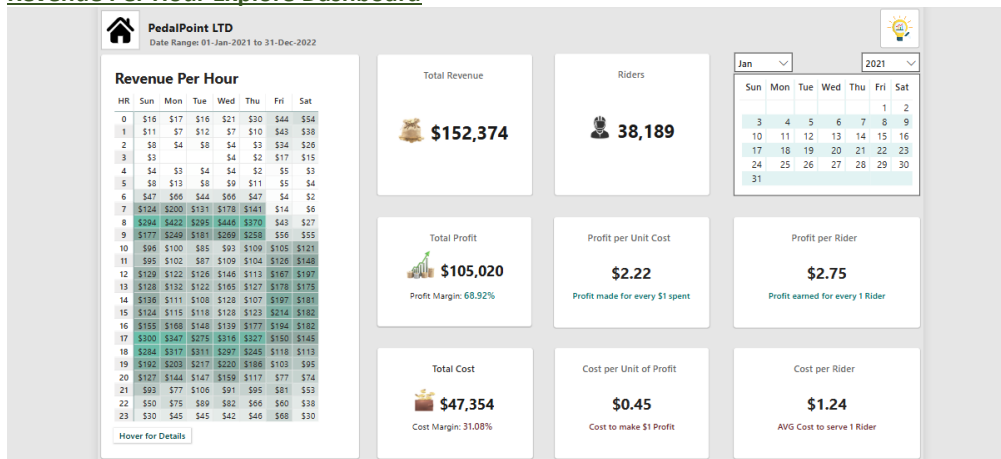 Revenue Per Hour Explore Dashboard
PedalPoint LTD
Date Range: 01-Jan-2021 to 31-Dec-2022
Revenue Per Hour
HR Sun Mon Tue Wed Thu Fri Sat
0 $16 $17 $16 $21 $30 $44 $54
1 $11 $7 $12 $7 $10 $43 $38
2 $8 $4 $8 $4 $3 $34 $26
3 $3 $4 $2 $17 $15
4 $4 $3 $4 $4 $2 $5 $3
5 $8 $13 $8 $9 $11 $5 $4
6 $47 $66 $44 $66 $47 $4 $2
7 $124 $200 $131 $178 $141 $14 $6
8 $294 $422 $295 $446 $370 $43 $27
9 $177 $249 $181 $269 $258 $56 $55
10 $96 $100 $85 $93 $109 $105 $121
11 $95 $102 $87 $109 $104 $126 $148
12 $129 $122 $126 $146 $113 $167 $197
13 $128 $132 $122 $165 $127 $178 $175
14 $136 $111 $108 $128 $107 $197 $181
15 $124 $115 $118 $128 $123 $214 $182
16 $155 $168 $148 $139 $177 $194 $182
17 $300 $347 $275 $316 $327 $150 $145
18 $284 $317 $311 $297 $245 $118 $113
19 $192 $203 $217 $220 $186 $103 $95
20 $127 $144 $147 $159 $117 $77 $74
21 $93 $77 $106 $91 $95 $81 $53
22 $50 $75 $89 $82 $66 $60 $38
23 $30 $45 $45 $42 $46 $68 $30
Hover for Details
Total Revenue
$152,374
Riders
38,189
Jan 2021
Sun Mon Tue Wed Thu Fri Sat
1 2
3 4 5 6 7 8 9
10 11 12 13 14 15 16
17 18 19 20 21 22 23
24 25 26 27 28 29 30
31
Total Profit
$105,020
Profit Margin: 68.92%
Profit per Unit Cost
$2.22
Profit made for every $1 spent
Profit per Rider
$2.75
Profit earned for every 1 Rider
Total Cost
$47,354
Cost Margin: 31.08%
Cost per Unit of Profit
$0.45
Cost to make $1 Profit
Cost per Rider
$1.24
AVG Cost to serve 1 Rider